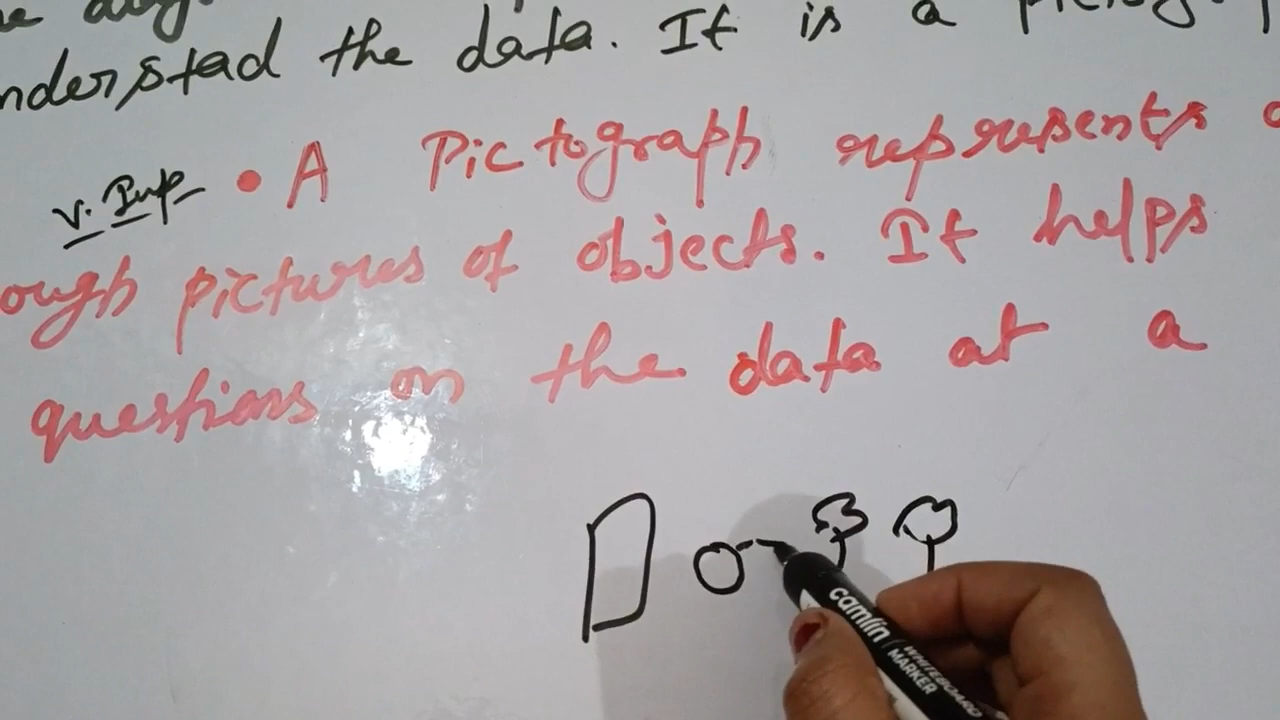 understad the data. It is a pictog
V. Imp • A Pictograph represents
ough pictures of objects. It helps
questions on the data at a
camlin
WHITEBOARD
MARKER